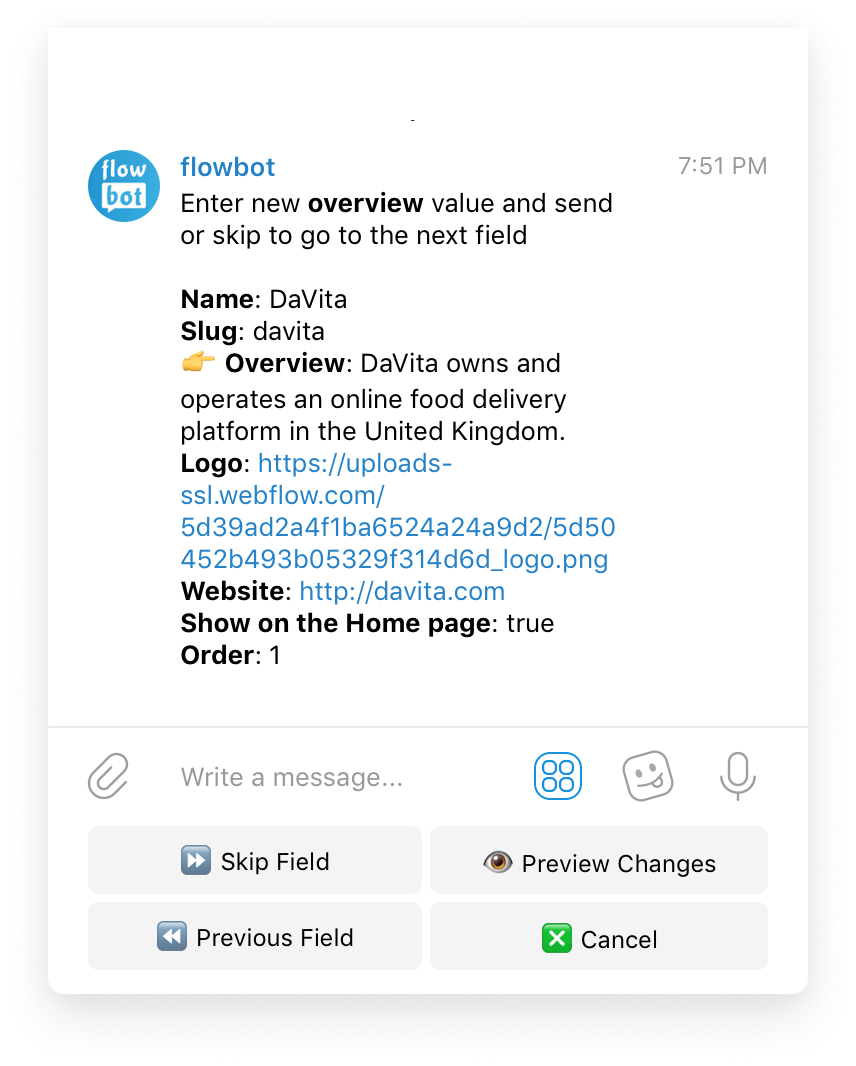 flow
bot
flowbot
7:51 PM
Enter new overview value and send
or skip to go to the next field
Name: DaVita
Slug: davita
👉 Overview: DaVita owns and
operates an online food delivery
platform in the United Kingdom.
Logo: https://uploads-
ssl.webflow.com/
5d39ad2a4f1ba6524a24a9d2/5d50
452b493b05329f314d6d_logo.png
Website: http://davita.com
Show on the Home page: true
Order: 1
Write a message...
⏩ Skip Field
👁 Preview Changes
⏪ Previous Field
❎ Cancel